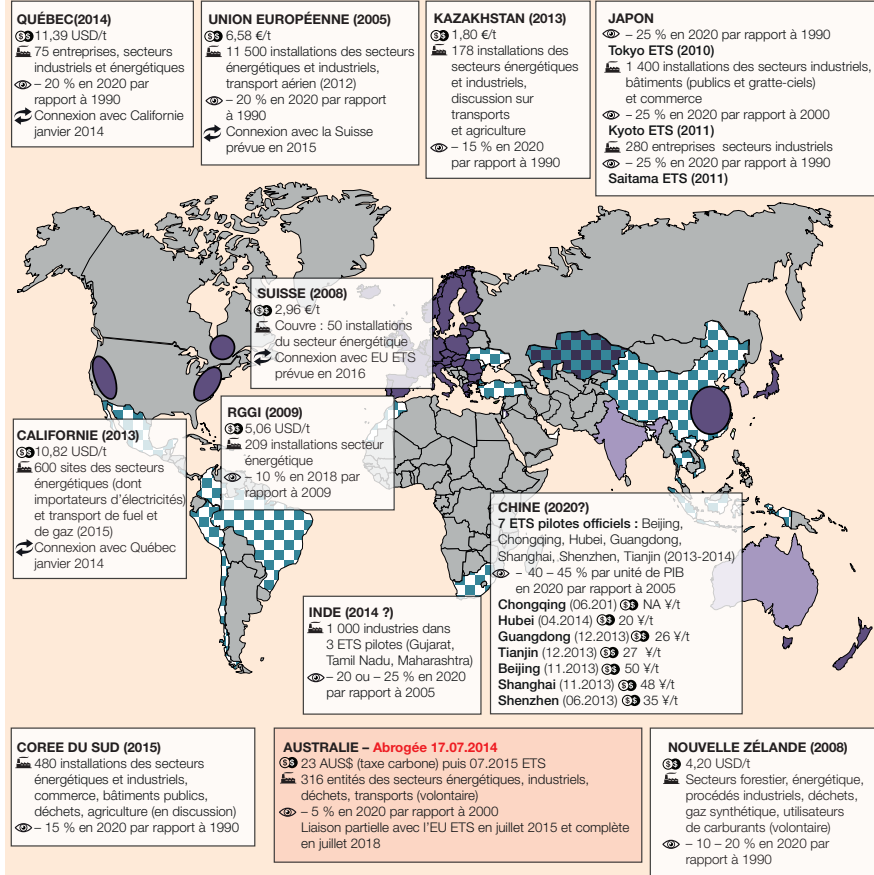 QUÉBEC(2014)
11,39 USD/t
75 entreprises, secteurs
industriels et énergétiques
– 20 % en 2020 par
rapport à 1990
Connexion avec Californie
janvier 2014
UNION EUROPÉENNE (2005)
6,58 €/t
11 500 installations des secteurs
énergétiques et industriels,
transport aérien (2012)
– 20 % en 2020 par rapport
à 1990
Connexion avec la Suisse
prévue en 2015
KAZAKHSTAN (2013)
1,80 €/t
178 installations des
secteurs énergétiques
et industriels,
discussion sur
transports
et agriculture
– 15 % en 2020
par rapport à 1990
JAPON
– 25 % en 2020 par rapport à 1990
Tokyo ETS (2010)
1 400 installations des secteurs industriels,
bâtiments (publics et gratte-ciels)
et commerce
– 25 % en 2020 par rapport à 2000
Kyoto ETS (2011)
280 entreprises secteurs industriels
– 25 % en 2020 par rapport à 1990
Saitama ETS (2011)
SUISSE (2008)
2,96 €/t
Couvre : 50 installations
du secteur énergétique
Connexion avec EU ETS
prévue en 2016
RGGI (2009)
5,06 USD/t
209 installations secteur
énergétique
– 10 % en 2018 par
rapport à 2009
CALIFORNIE (2013)
10,82 USD/t
600 sites des secteurs
énergétiques (dont
importateurs d'électricités)
et transport de fuel et
de gaz (2015)
Connexion avec Québec
janvier 2014
CHINE (2020?)
7 ETS pilotes officiels : Beijing,
Chongqing, Hubei, Guangdong,
Shanghai, Shenzhen, Tianjin (2013-2014)
– 40 – 45 % par unité de PIB
en 2020 par rapport à 2005
Chongqing (06.201) NA ¥/t
Hubei (04.2014) 20 ¥/t
Guangdong (12.2013) 26 ¥/t
Tianjin (12.2013) 27 ¥/t
Beijing (11.2013) 50 ¥/t
Shanghai (11.2013) 48 ¥/t
Shenzhen (06.2013) 35 ¥/t
INDE (2014 ?)
1 000 industries dans
3 ETS pilotes (Gujarat,
Tamil Nadu, Maharashtra)
– 20 ou – 25 % en 2020
par rapport à 2005
COREE DU SUD (2015)
480 installations des secteurs
énergétiques et industriels,
commerce, bâtiments publics,
déchets, agriculture (en discussion)
– 15 % en 2020 par rapport à 1990
AUSTRALIE – Abrogée 17.07.2014
23 AUS$ (taxe carbone) puis 07.2015 ETS
316 entités des secteurs énergétiques, industriels,
déchets, transports (volontaire)
– 5 % en 2020 par rapport à 2000
Liaison partielle avec l'EU ETS en juillet 2015 et complète
en juillet 2018
NOUVELLE ZÉLANDE (2008)
4,20 USD/t
Secteurs forestier, énergétique,
procédés industriels, déchets,
gaz synthétique, utilisateurs
de carburants (volontaire)
– 10 – 20 % en 2020 par
rapport à 1990